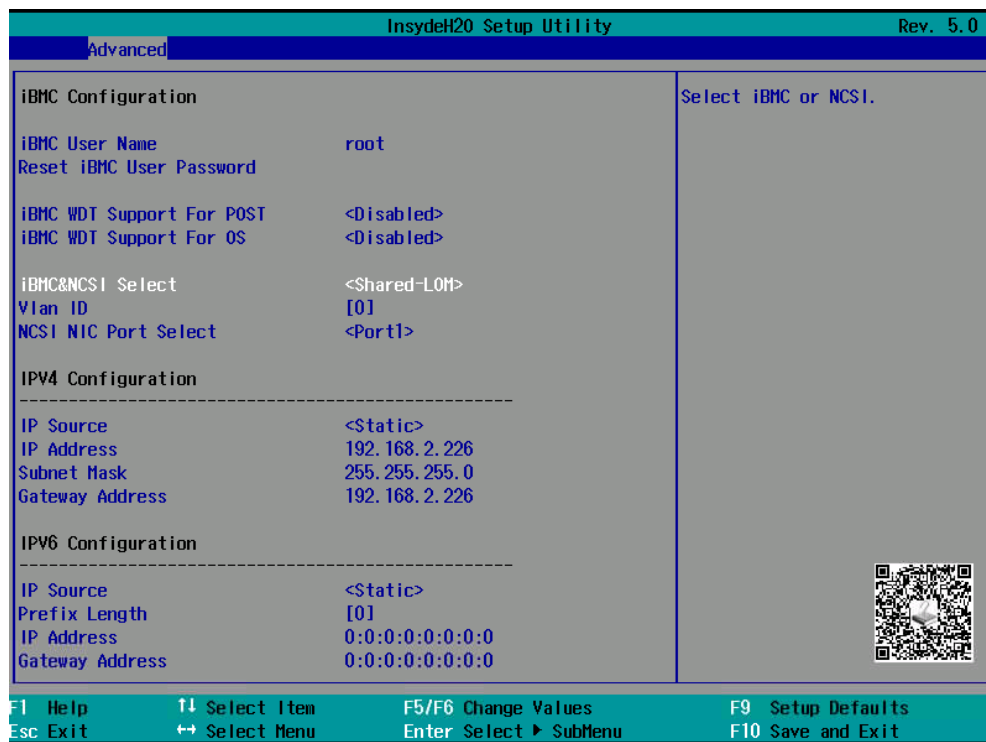 InsydeH20 Setup Utility Rev. 5.0
Advanced
iBMC Configuration
Select iBMC or NCSI.
iBMC User Name root
Reset iBMC User Password
iBMC WDT Support For POST <Disabled>
iBMC WDT Support For OS <Disabled>
iBMC&NCSI Select <Shared-LOM>
Vlan ID [0]
NCSI NIC Port Select <Port1>
IPV4 Configuration
----------------------------------------------------
IP Source <Static>
IP Address 192.168.2.226
Subnet Mask 255.255.255.0
Gateway Address 192.168.2.226
IPV6 Configuration
----------------------------------------------------
IP Source <Static>
Prefix Length [0]
IP Address 0:0:0:0:0:0:0:0
Gateway Address 0:0:0:0:0:0:0:0
F1 Help ↑↓ Select Item F5/F6 Change Values F9 Setup Defaults
Esc Exit ↔ Select Menu Enter Select ▶ SubMenu F10 Save and Exit